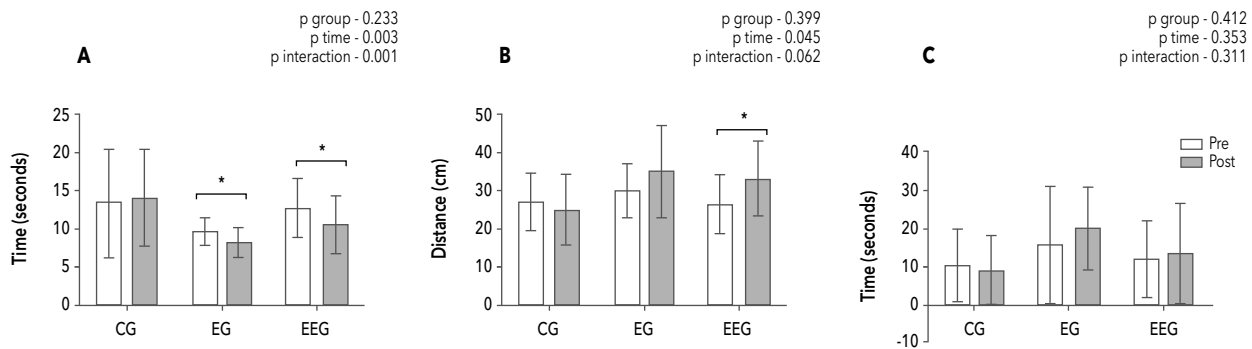 p group - 0.233
p time - 0.003
p interaction - 0.001
A
Time (seconds)
25
20
15
10
5
0
CG
EG
EEG
*
*
p group - 0.399
p time - 0.045
p interaction - 0.062
B
Distance (cm)
50
40
30
20
10
0
CG
EG
EEG
*
p group - 0.412
p time - 0.353
p interaction - 0.311
C
Time (seconds)
40
30
20
10
0
-10
CG
EG
EEG
Pre
Post